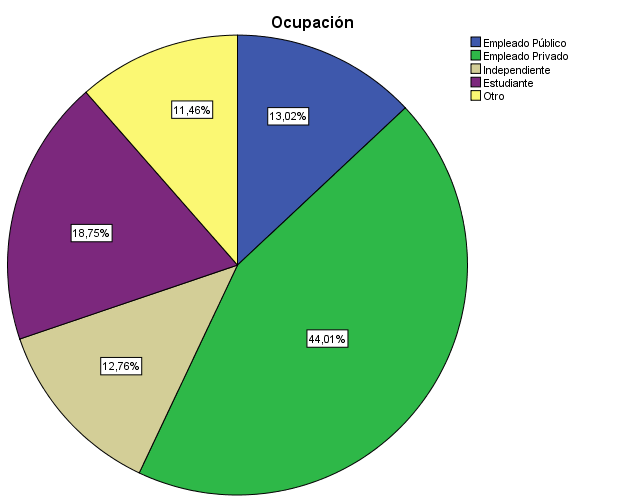 Ocupación
Empleado Público
Empleado Privado
Independiente
Estudiante
Otro
11,46%
13,02%
18,75%
44,01%
12,76%